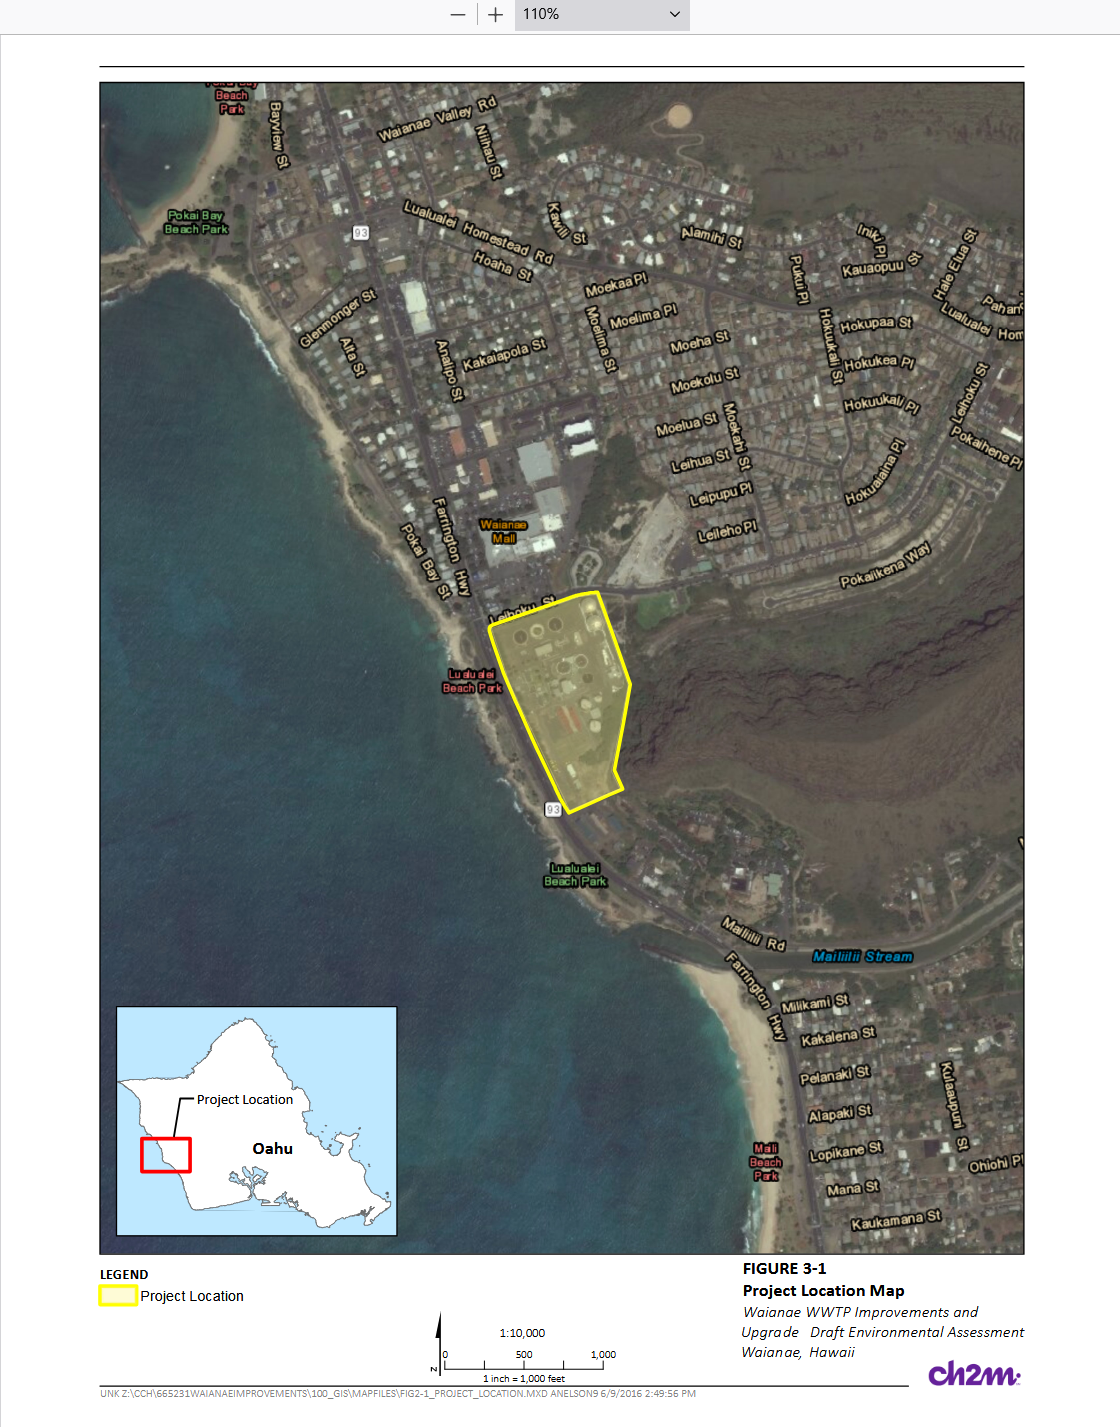 110%
Beach
Park
Bayview St
Waianae Valley Rd
Niihau St
Pokai Bay
Beach Park
93
Lualualei Homestead Rd
Kawili St
Alamihi St
Iniki Pl
Kauaopuu St
Hale Elua St
Hoaha St
Moekaa Pl
Pukui Pl
Lualualei Hom
Glenmonger St
Moelima Pl
Moelima St
Hokuukali St
Hokupaa St
Alta St
Analipo St
Kakaiapola St
Moeha St
Hokukea Pl
Moekolu St
Hokuukali Pl
Leihoku St
Moelua St
Moekahi St
Pokaihene Pl
Leihua St
Hokualaina Pl
Leipupu Pl
Farrington Hwy
Pokai Bay St
Waianae
Mall
Leileho Pl
Pokaiikena Way
Leihoku St
Lualualei
Beach Park
93
Lualualei
Beach Park
Mailiilii Rd
Mailiilii Stream
Farrington Hwy
Milikami St
Kakalena St
Pelanaki St
Kulaaupuni St
Alapaki St
Maili
Beach
Park
Lopikane St
Ohiohi Pl
Mana St
Kaukamana St
Project Location
Oahu
LEGEND
Project Location
1:10,000
0 500 1,000
1 inch = 1,000 feet
N
FIGURE 3-1
Project Location Map
Waianae WWTP Improvements and
Upgrade Draft Environmental Assessment
Waianae, Hawaii
ch2m
UNK Z:\CCH\665231WAIANAEIMPROVEMENTS\100_GIS\MAPFILES\FIG2-1_PROJECT_LOCATION.MXD ANELSON9 6/9/2016 2:49:56 PM